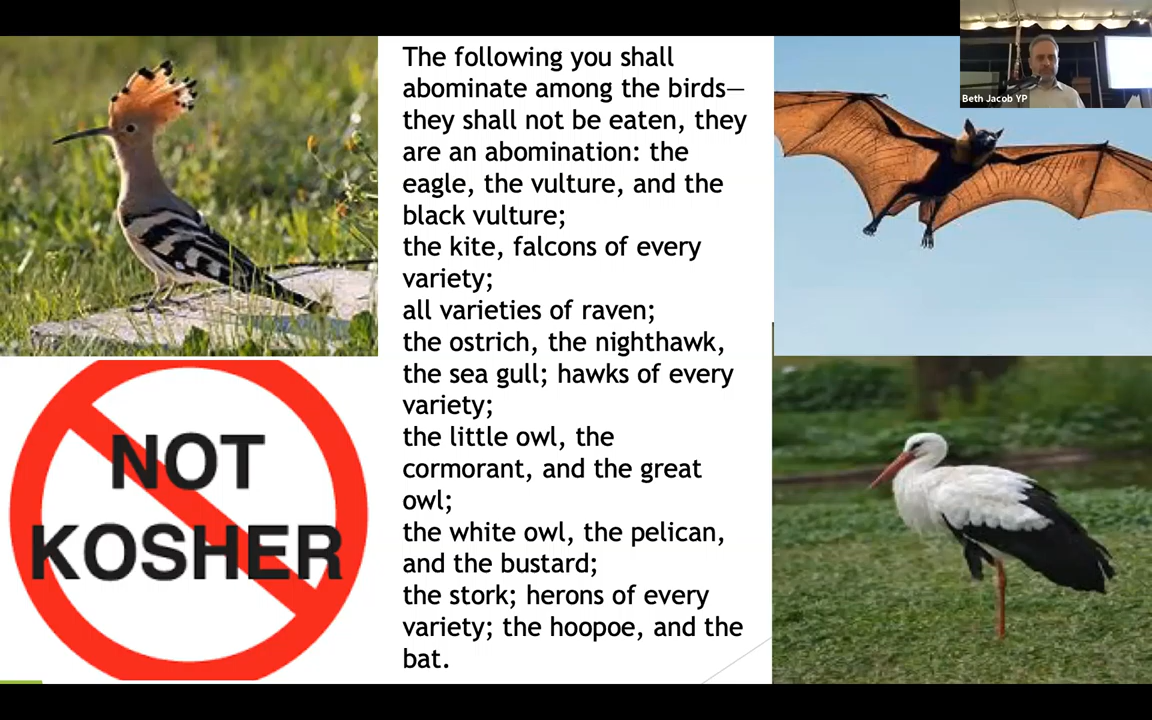 The following you shall
abominate among the birds—
they shall not be eaten, they
are an abomination: the
eagle, the vulture, and the
black vulture;
the kite, falcons of every
variety;
all varieties of raven;
the ostrich, the nighthawk,
the sea gull; hawks of every
variety;
the little owl, the
cormorant, and the great
owl;
the white owl, the pelican,
and the bustard;
the stork; herons of every
variety; the hoopoe, and the
bat.
NOT
KOSHER
Beth Jacob YP